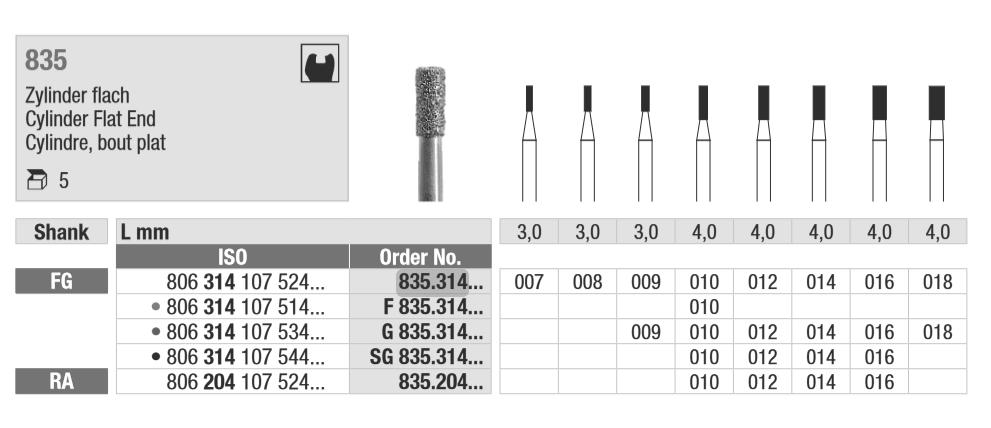 835
Zylinder flach
Cylinder Flat End
Cylindre, bout plat
5
Shank L mm 3,0 3,0 3,0 4,0 4,0 4,0 4,0 4,0
ISO Order No.
FG 806 314 107 524... 835.314... 007 008 009 010 012 014 016 018
• 806 314 107 514... F 835.314... 010
• 806 314 107 534... G 835.314... 009 010 012 014 016 018
• 806 314 107 544... SG 835.314... 010 012 014 016
RA 806 204 107 524... 835.204... 010 012 014 016